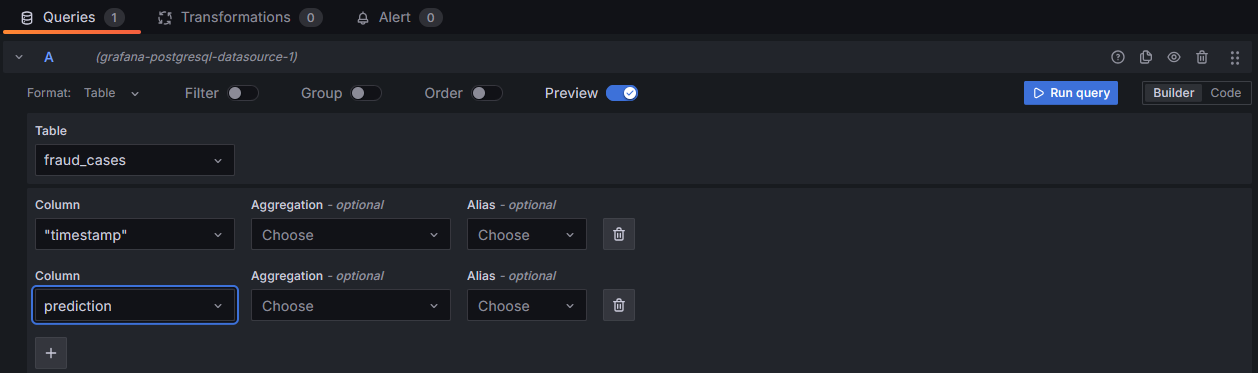 Queries 1 Transformations 0 Alert 0
A (grafana-postgresql-datasource-1)
Format: Table Filter Group Order Preview Run query Builder Code
Table
fraud_cases
Column Aggregation - optional Alias - optional
"timestamp" Choose Choose
Column Aggregation - optional Alias - optional
prediction Choose Choose